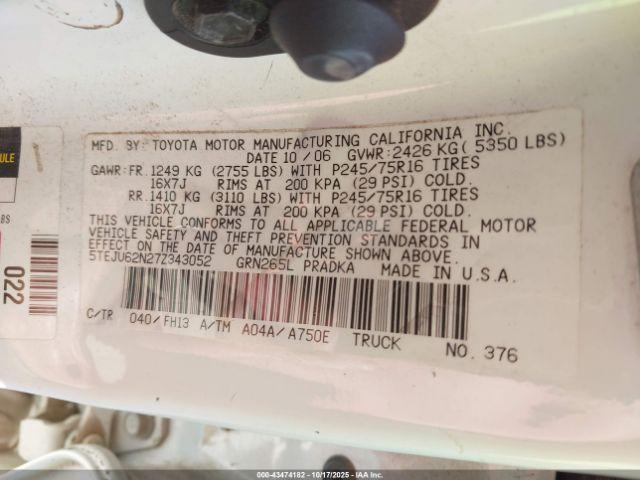 MFD. BY: TOYOTA MOTOR MANUFACTURING CALIFORNIA INC.
DATE 10 / 06 GVWR: 2426 KG ( 5350 LBS)
GAWR: FR. 1249 KG (2755 LBS) WITH P245/75R16 TIRES
16X7J RIMS AT 200 KPA (29 PSI) COLD.
RR. 1410 KG (3110 LBS) WITH P245/75R16 TIRES
16X7J RIMS AT 200 KPA (29 PSI) COLD.
THIS VEHICLE CONFORMS TO ALL APPLICABLE FEDERAL MOTOR
VEHICLE SAFETY AND THEFT PREVENTION STANDARDS IN
EFFECT ON THE DATE OF MANUFACTURE SHOWN ABOVE.
5TEJU62N27Z343052 GRN265L PRADKA MADE IN U.S.A.
C/TR 040/FH13 A/TM A04A/A750E TRUCK NO. 376
ULE
LBS
022
000-43474182 - 10/17/2025 - IAA, Inc.